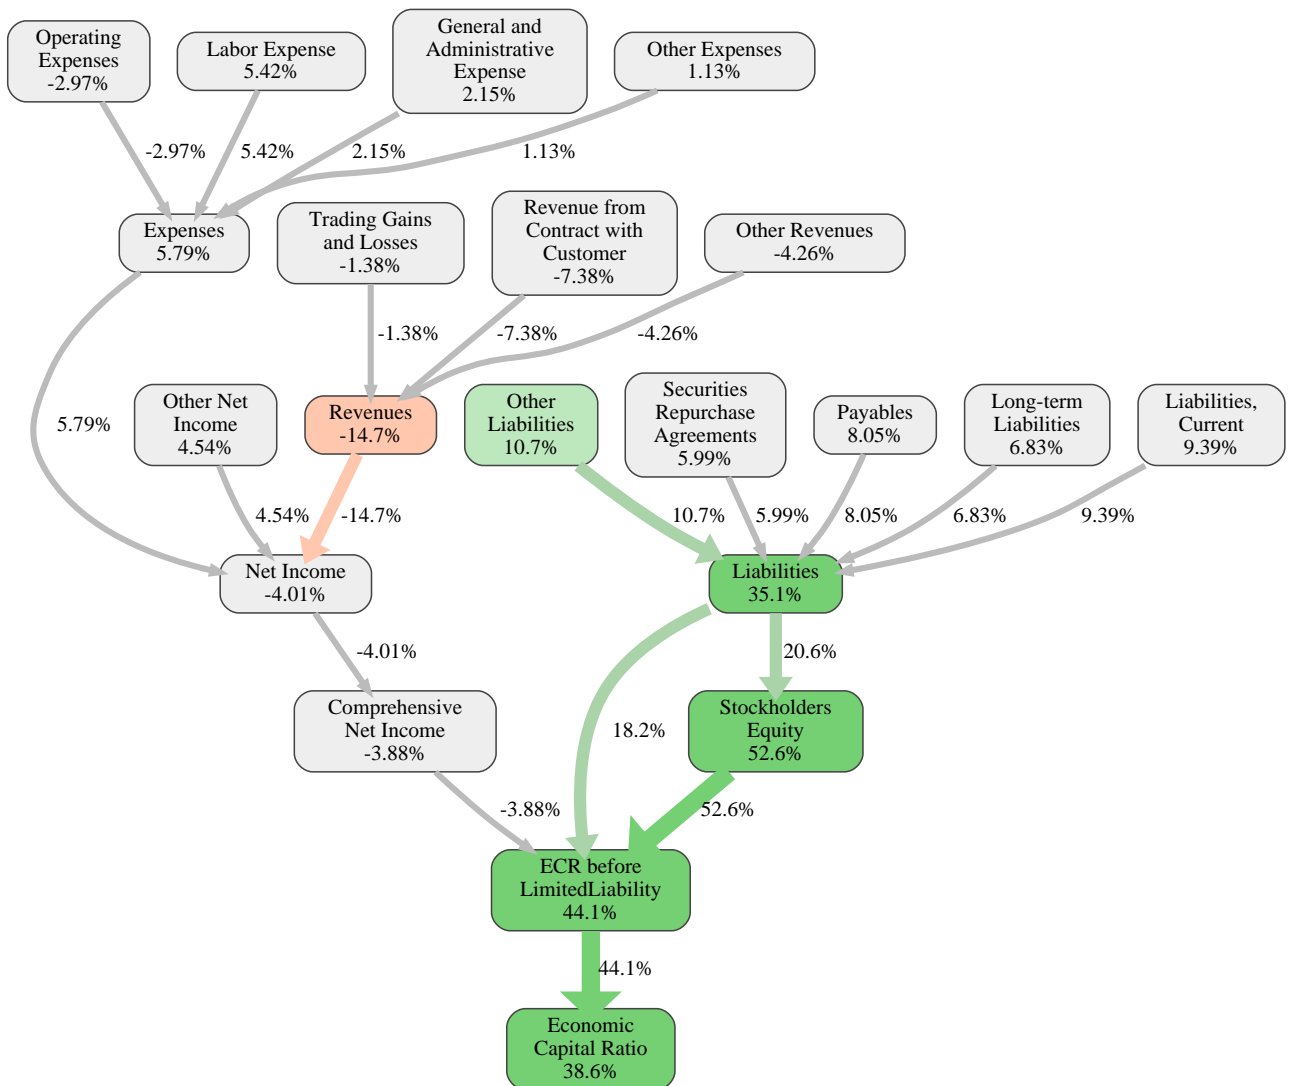 Operating
Expenses
-2.97%
Labor Expense
5.42%
General and
Administrative
Expense
2.15%
Other Expenses
1.13%
-2.97%
5.42%
2.15%
1.13%
Expenses
5.79%
Trading Gains
and Losses
-1.38%
Revenue from
Contract with
Customer
-7.38%
Other Revenues
-4.26%
-1.38%
-7.38%
-4.26%
5.79%
Other Net
Income
4.54%
Revenues
-14.7%
Other
Liabilities
10.7%
Securities
Repurchase
Agreements
5.99%
Payables
8.05%
Long-term
Liabilities
6.83%
Liabilities,
Current
9.39%
4.54%
-14.7%
10.7%
5.99%
8.05%
6.83%
9.39%
Net Income
-4.01%
Liabilities
35.1%
-4.01%
20.6%
Comprehensive
Net Income
-3.88%
18.2%
Stockholders
Equity
52.6%
-3.88%
52.6%
ECR before
LimitedLiability
44.1%
44.1%
Economic
Capital Ratio
38.6%